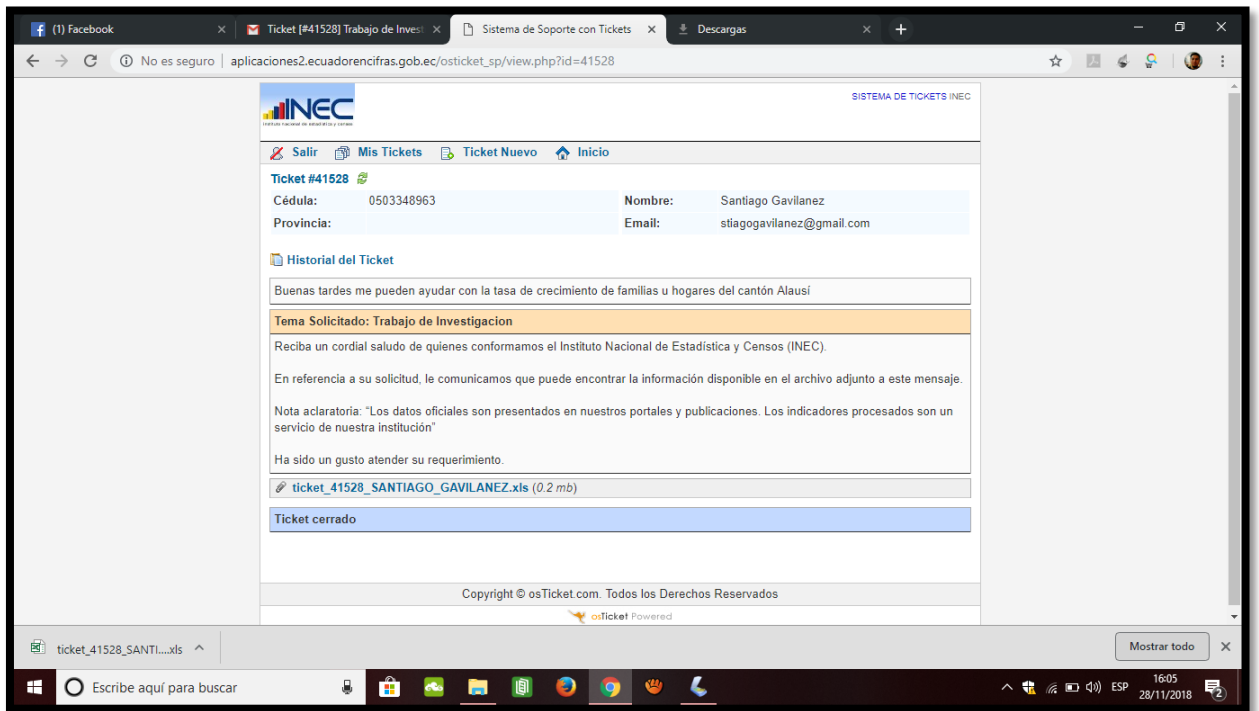 (1) Facebook
Ticket [#41528] Trabajo de Invest
Sistema de Soporte con Tickets
Descargas
No es seguro | aplicaciones2.ecuadorencifras.gob.ec/osticket_sp/view.php?id=41528
INEC
SISTEMA DE TICKETS INEC
Salir Mis Tickets Ticket Nuevo Inicio
Ticket #41528
Cédula: 0503348963 Nombre: Santiago Gavilanez
Provincia: Email: stiagogavilanez@gmail.com
Historial del Ticket
Buenas tardes me pueden ayudar con la tasa de crecimiento de familias u hogares del cantón Alausí
Tema Solicitado: Trabajo de Investigacion
Reciba un cordial saludo de quienes conformamos el Instituto Nacional de Estadística y Censos (INEC).
En referencia a su solicitud, le comunicamos que puede encontrar la información disponible en el archivo adjunto a este mensaje.
Nota aclaratoria: “Los datos oficiales son presentados en nuestros portales y publicaciones. Los indicadores procesados son un
servicio de nuestra institución”
Ha sido un gusto atender su requerimiento.
ticket_41528_SANTIAGO_GAVILANEZ.xls (0.2 mb)
Ticket cerrado
Copyright © osTicket.com. Todos los Derechos Reservados
osTicket Powered
ticket_41528_SANTI....xls
Mostrar todo
Escribe aquí para buscar
ESP
16:05
28/11/2018
2